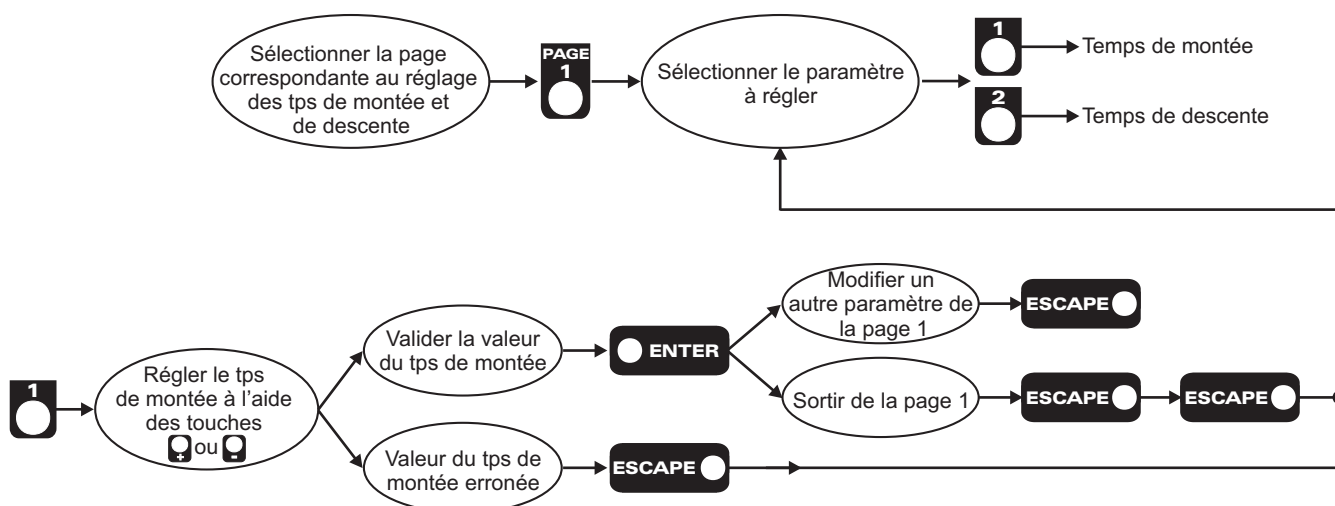 Sélectionner la page
correspondante au réglage
des tps de montée et
de descente
PAGE
1
Sélectionner le paramètre
à régler
1
Temps de montée
2
Temps de descente
1
Régler le tps
de montée à l'aide
des touches
+ ou -
Valider la valeur
du tps de montée
ENTER
Modifier un
autre paramètre de
la page 1
ESCAPE
Sortir de la page 1
ESCAPE
ESCAPE
Valeur du tps de
montée erronée
ESCAPE